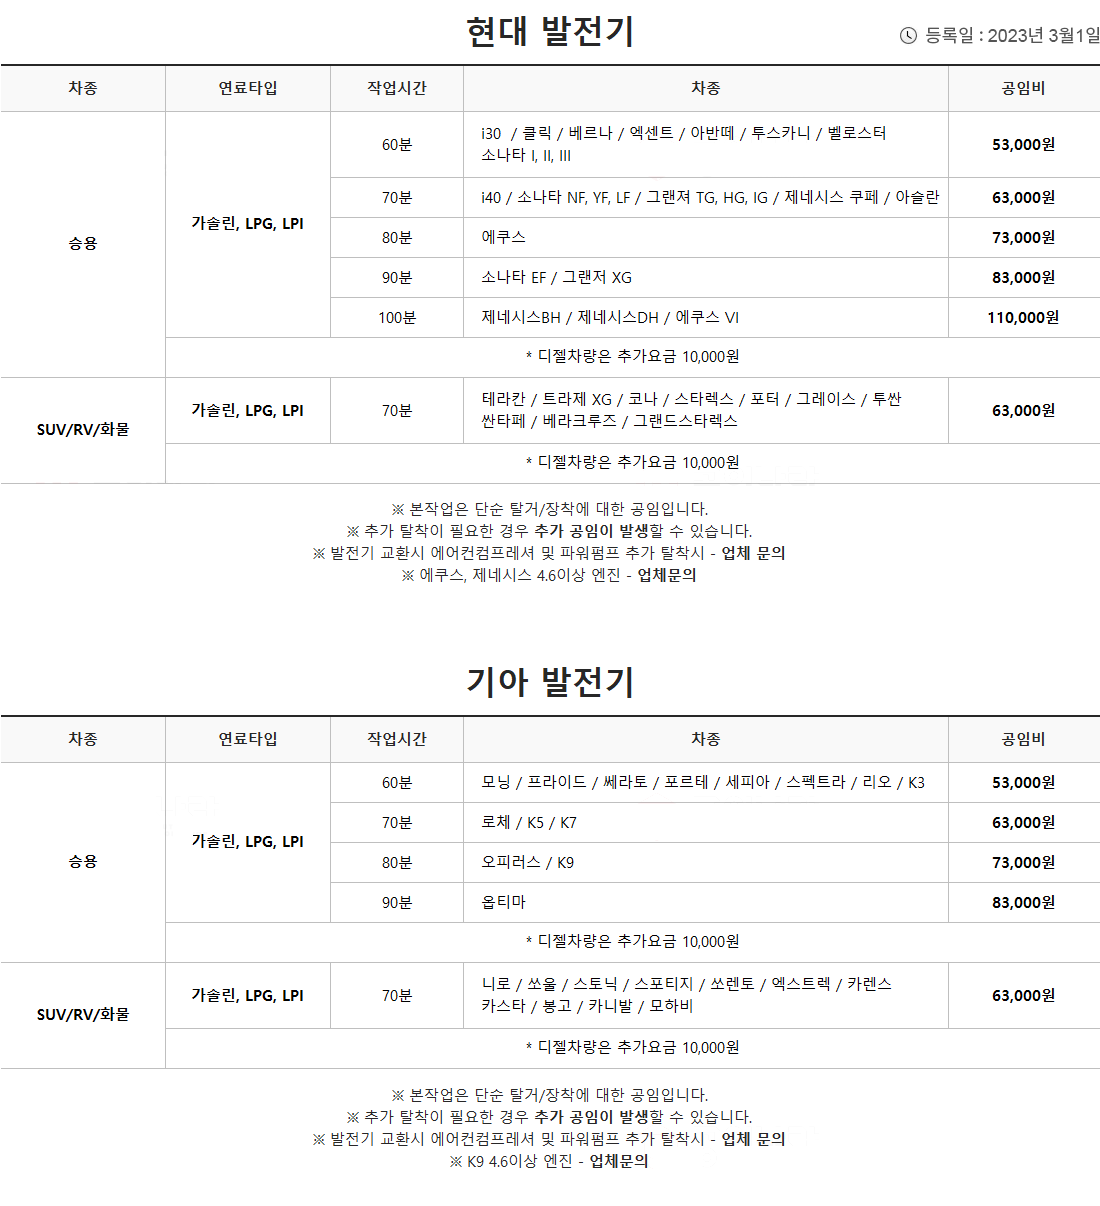 현대 발전기
등록일 : 2023년 3월1일
차종 연료타입 작업시간 차종 공임비
승용
가솔린, LPG, LPI
60분
i30 / 클릭 / 베르나 / 엑센트 / 아반떼 / 투스카니 / 벨로스터
소나타 I, II, III
53,000원
70분 i40 / 소나타 NF, YF, LF / 그랜져 TG, HG, IG / 제네시스 쿠페 / 아슬란 63,000원
80분 에쿠스 73,000원
90분 소나타 EF / 그랜저 XG 83,000원
100분 제네시스BH / 제네시스DH / 에쿠스 VI 110,000원
* 디젤차량은 추가요금 10,000원
SUV/RV/화물
가솔린, LPG, LPI
70분
테라칸 / 트라제 XG / 코나 / 스타렉스 / 포터 / 그레이스 / 투싼
싼타페 / 베라크루즈 / 그랜드스타렉스
63,000원
* 디젤차량은 추가요금 10,000원
※ 본작업은 단순 탈거/장착에 대한 공임입니다.
※ 추가 탈착이 필요한 경우 추가 공임이 발생할 수 있습니다.
※ 발전기 교환시 에어컨컴프레셔 및 파워펌프 추가 탈착시 - 업체 문의
※ 에쿠스, 제네시스 4.6이상 엔진 - 업체문의
기아 발전기
차종 연료타입 작업시간 차종 공임비
승용
가솔린, LPG, LPI
60분 모닝 / 프라이드 / 쎄라토 / 포르테 / 세피아 / 스펙트라 / 리오 / K3 53,000원
70분 로체 / K5 / K7 63,000원
80분 오피러스 / K9 73,000원
90분 옵티마 83,000원
* 디젤차량은 추가요금 10,000원
SUV/RV/화물
가솔린, LPG, LPI
70분
니로 / 쏘울 / 스토닉 / 스포티지 / 쏘렌토 / 엑스트렉 / 카렌스
카스타 / 봉고 / 카니발 / 모하비
63,000원
* 디젤차량은 추가요금 10,000원
※ 본작업은 단순 탈거/장착에 대한 공임입니다.
※ 추가 탈착이 필요한 경우 추가 공임이 발생할 수 있습니다.
※ 발전기 교환시 에어컨컴프레셔 및 파워펌프 추가 탈착시 - 업체 문의
※ K9 4.6이상 엔진 - 업체문의